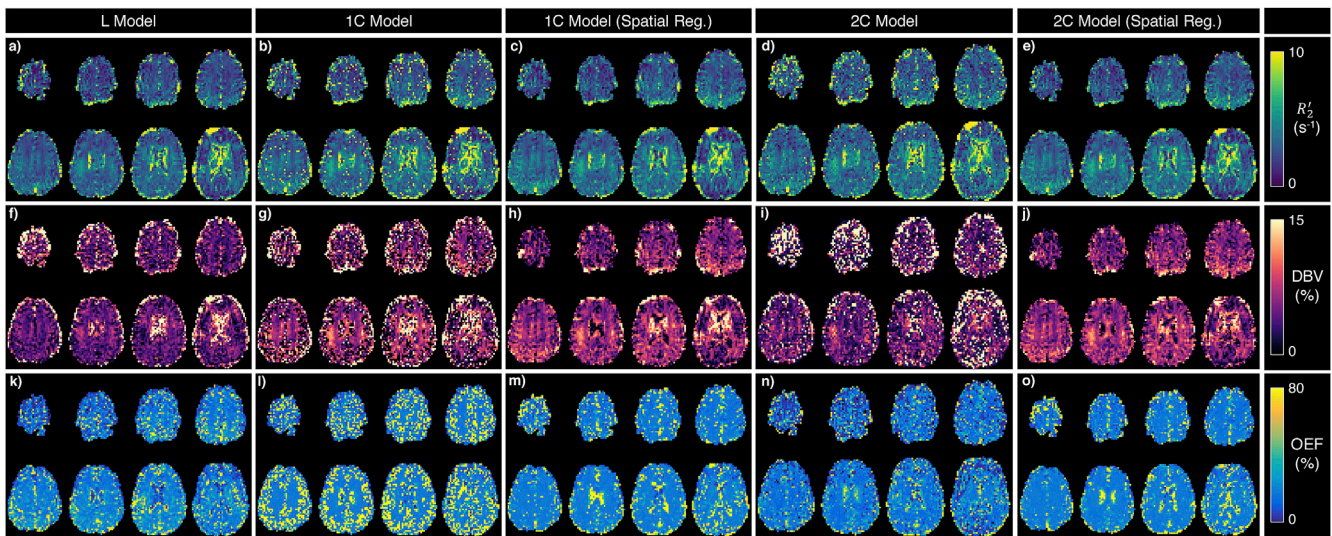 L Model
1C Model
1C Model (Spatial Reg.)
2C Model
2C Model (Spatial Reg.)
a)
b)
c)
d)
e)
10
R′₂
(s⁻¹)
0
f)
g)
h)
i)
j)
15
DBV
(%)
0
k)
l)
m)
n)
o)
80
OEF
(%)
0